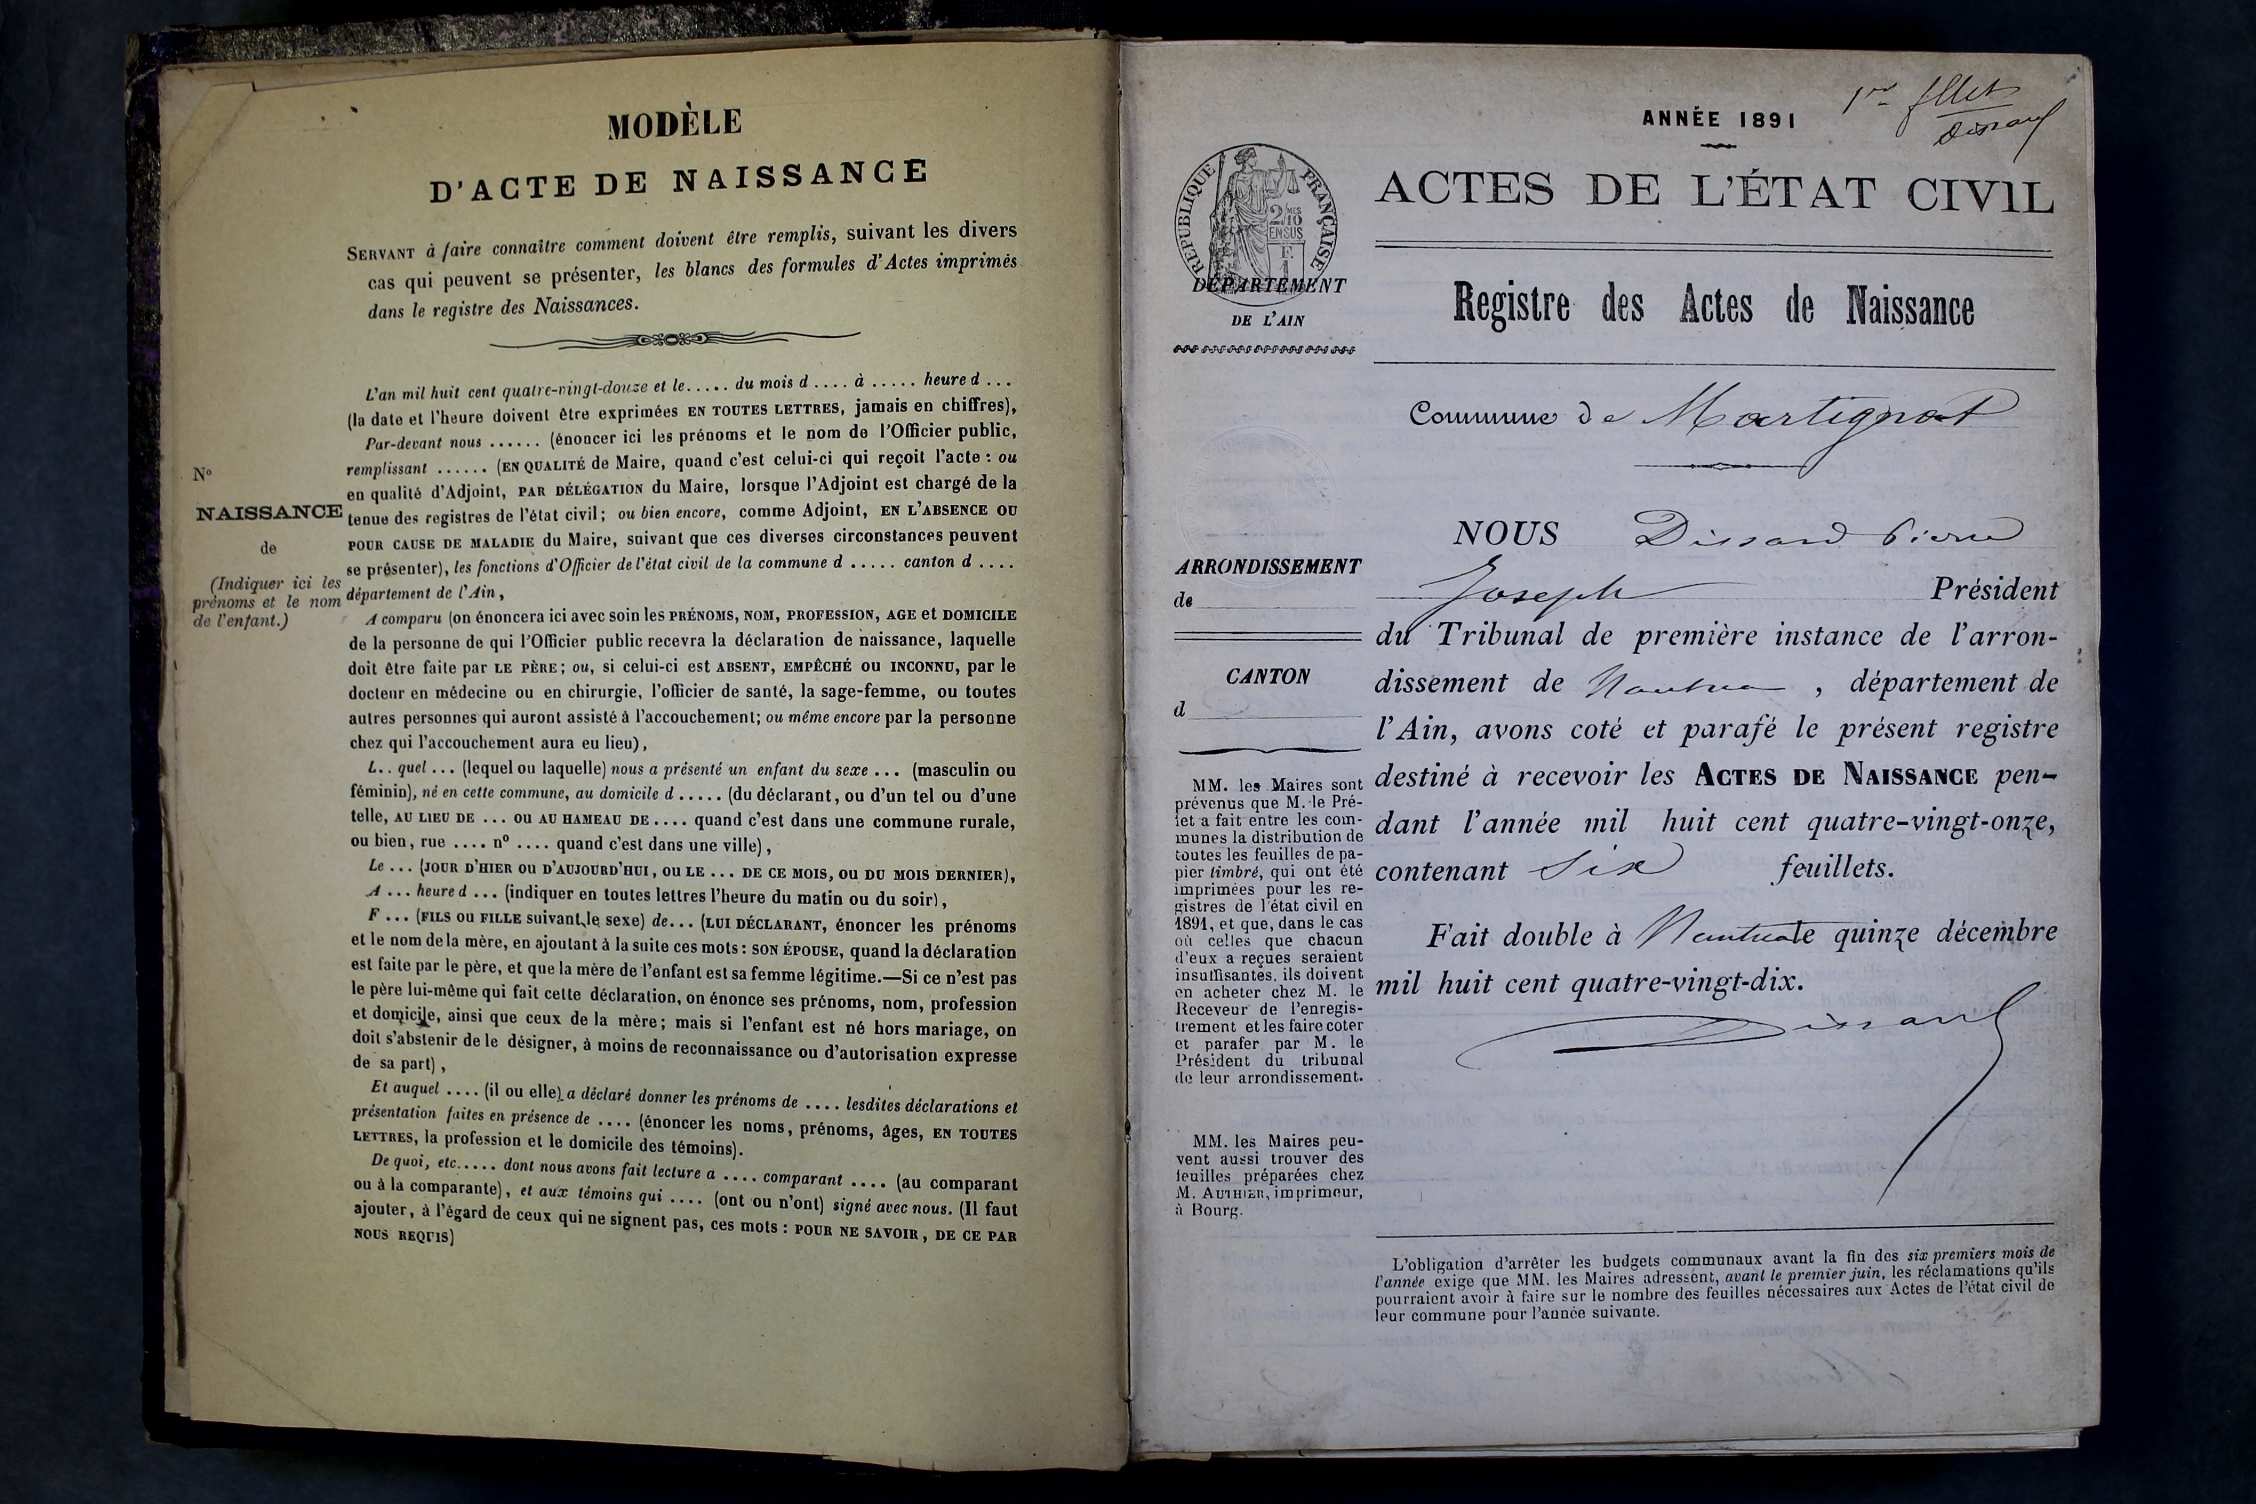 MODÈLE
D'ACTE DE NAISSANCE
SERVANT à faire connaître comment doivent être remplis, suivant les divers
cas qui peuvent se présenter, les blancs des formules d'Actes imprimés
dans le registre des Naissances.
L'an mil huit cent quatre-vingt-douze et le..... du mois d .... à ..... heure d ...
(la date et l'heure doivent être exprimées EN TOUTES LETTRES, jamais en chiffres),
Par-devant nous ...... (énoncer ici les prénoms et le nom de l'Officier public,
remplissant ...... (EN QUALITÉ de Maire, quand c'est celui-ci qui reçoit l'acte : ou
en qualité d'Adjoint, PAR DÉLÉGATION du Maire, lorsque l'Adjoint est chargé de la
tenue des registres de l'état civil; ou bien encore, comme Adjoint, EN L'ABSENCE OU
POUR CAUSE DE MALADIE du Maire, suivant que ces diverses circonstances peuvent
se présenter), les fonctions d'Officier de l'état civil de la commune d ..... canton d ....
département de l'Ain,
A comparu (on énoncera ici avec soin les PRÉNOMS, NOM, PROFESSION, AGE et DOMICILE
de la personne de qui l'Officier public recevra la déclaration de naissance, laquelle
doit être faite par LE PÈRE; ou, si celui-ci est ABSENT, EMPÊCHÉ OU INCONNU, par le
docteur en médecine ou en chirurgie, l'officier de santé, la sage-femme, ou toutes
autres personnes qui auront assisté à l'accouchement; ou même encore par la personne
chez qui l'accouchement aura eu lieu),
L.. quel ... (lequel ou laquelle) nous a présenté un enfant du sexe ... (masculin ou
féminin), né en cette commune, au domicile d ..... (du déclarant, ou d'un tel ou d'une
telle, AU LIEU DE ... OU AU HAMEAU DE .... quand c'est dans une commune rurale,
ou bien, rue .... nº .... quand c'est dans une ville),
Le ... (JOUR D'HIER OU D'AUJOURD'HUI, OU LE ... DE CE MOIS, OU DU MOIS DERNIER),
A ... heure d ... (indiquer en toutes lettres l'heure du matin ou du soir),
F ... (FILS OU FILLE suivant le sexe) de... (LUI DÉCLARANT, énoncer les prénoms
et le nom de la mère, en ajoutant à la suite ces mots : SON ÉPOUSE, quand la déclaration
est faite par le père, et que la mère de l'enfant est sa femme légitime.—Si ce n'est pas
le père lui-même qui fait cette déclaration, on énonce ses prénoms, nom, profession
et domicile, ainsi que ceux de la mère; mais si l'enfant est né hors mariage, on
doit s'abstenir de le désigner, à moins de reconnaissance ou d'autorisation expresse
de sa part),
Et auquel .... (il ou elle) a déclaré donner les prénoms de .... lesdites déclarations et
présentation faites en présence de .... (énoncer les noms, prénoms, âges, EN TOUTES
LETTRES, la profession et le domicile des témoins).
De quoi, etc..... dont nous avons fait lecture a .... comparant .... (au comparant
ou à la comparante), et aux témoins qui .... (ont ou n'ont) signé avec nous. (Il faut
ajouter, à l'égard de ceux qui ne signent pas, ces mots : POUR NE SAVOIR, DE CE PAR
NOUS REQUIS)
Nº
NAISSANCE
de
(Indiquer ici les
prénoms et le nom
de l'enfant.)
1er fllet
Dissard
ANNÉE 1891
ACTES DE L'ÉTAT CIVIL
RÉPUBLIQUE FRANÇAISE
2 MES
10
EN SUS
F.
1
DÉPARTEMENT
DE L'AIN
Registre des Actes de Naissance
Commune de Martignat
NOUS Dissard Pierre
Joseph Président
du Tribunal de première instance de l'arron-
dissement de Nantua, département de
l'Ain, avons coté et parafé le présent registre
destiné à recevoir les ACTES DE NAISSANCE pen-
dant l'année mil huit cent quatre-vingt-onze,
contenant six feuillets.
Fait double à Nantua le quinze décembre
mil huit cent quatre-vingt-dix.
Dissard
ARRONDISSEMENT
de
CANTON
d
MM. les Maires sont
prévenus que M. le Pré-
fet a fait entre les com-
munes la distribution de
toutes les feuilles de pa-
pier timbré, qui ont été
imprimées pour les re-
gistres de l'état civil en
1891, et que, dans le cas
où celles que chacun
d'eux a reçues seraient
insuffisantes, ils doivent
en acheter chez M. le
Receveur de l'enregis-
trement et les faire coter
et parafer par M. le
Président du tribunal
de leur arrondissement.
MM. les Maires peu-
vent aussi trouver des
feuilles préparées chez
M. AUTHIER, imprimeur,
à Bourg.
L'obligation d'arrêter les budgets communaux avant la fin des six premiers mois de
l'année exige que MM. les Maires adressent, avant le premier juin, les réclamations qu'ils
pourraient avoir à faire sur le nombre des feuilles nécessaires aux Actes de l'état civil de
leur commune pour l'année suivante.